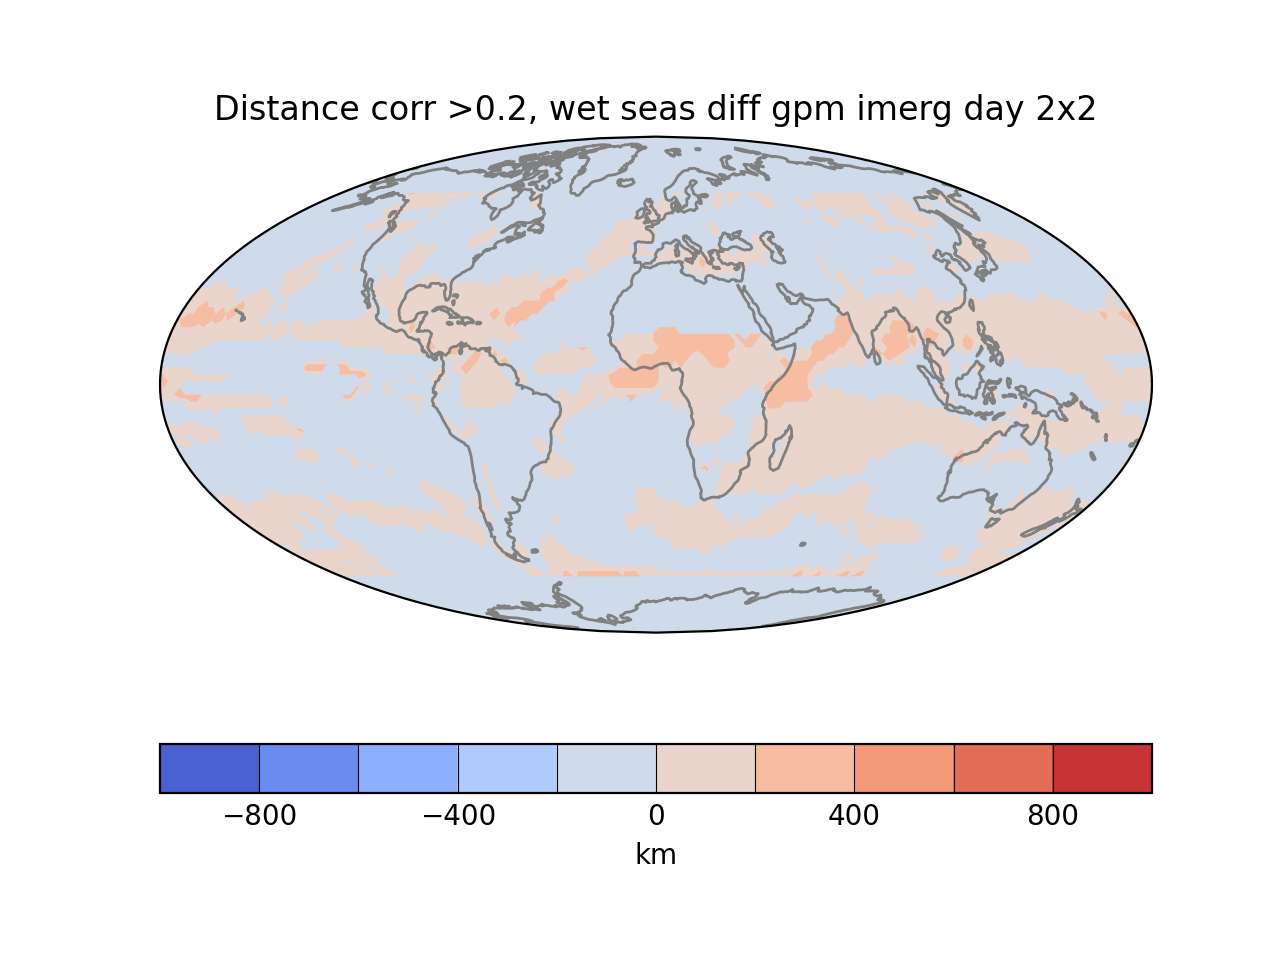 Distance corr >0.2, wet seas diff gpm imerg day 2x2
−800 −400 0 400 800
km